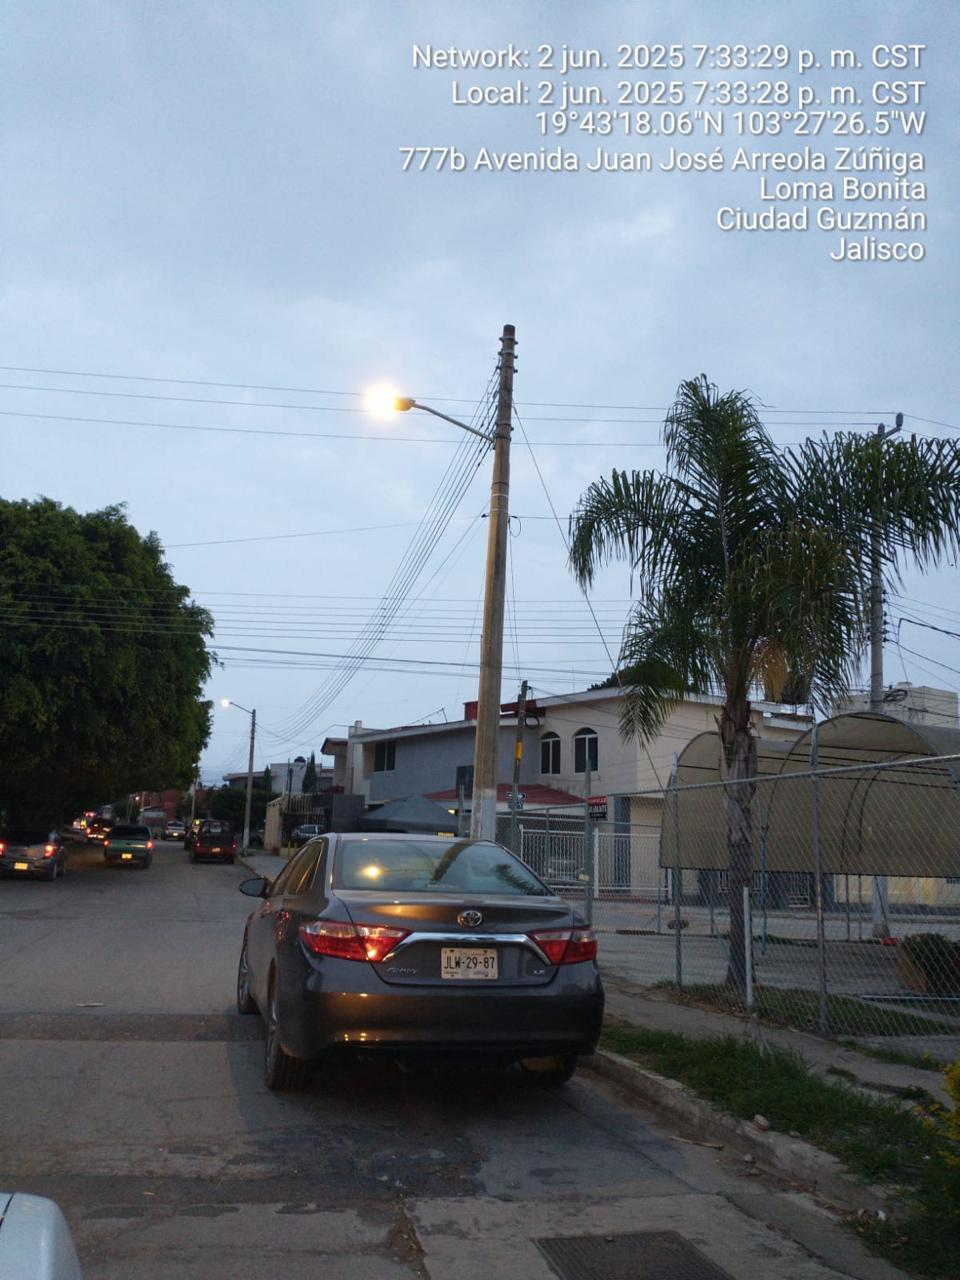 Network: 2 jun. 2025 7:33:29 p. m. CST
Local: 2 jun. 2025 7:33:28 p. m. CST
19°43'18.06"N 103°27'26.5"W
777b Avenida Juan José Arreola Zúñiga
Loma Bonita
Ciudad Guzmán
Jalisco
JLW-29-87